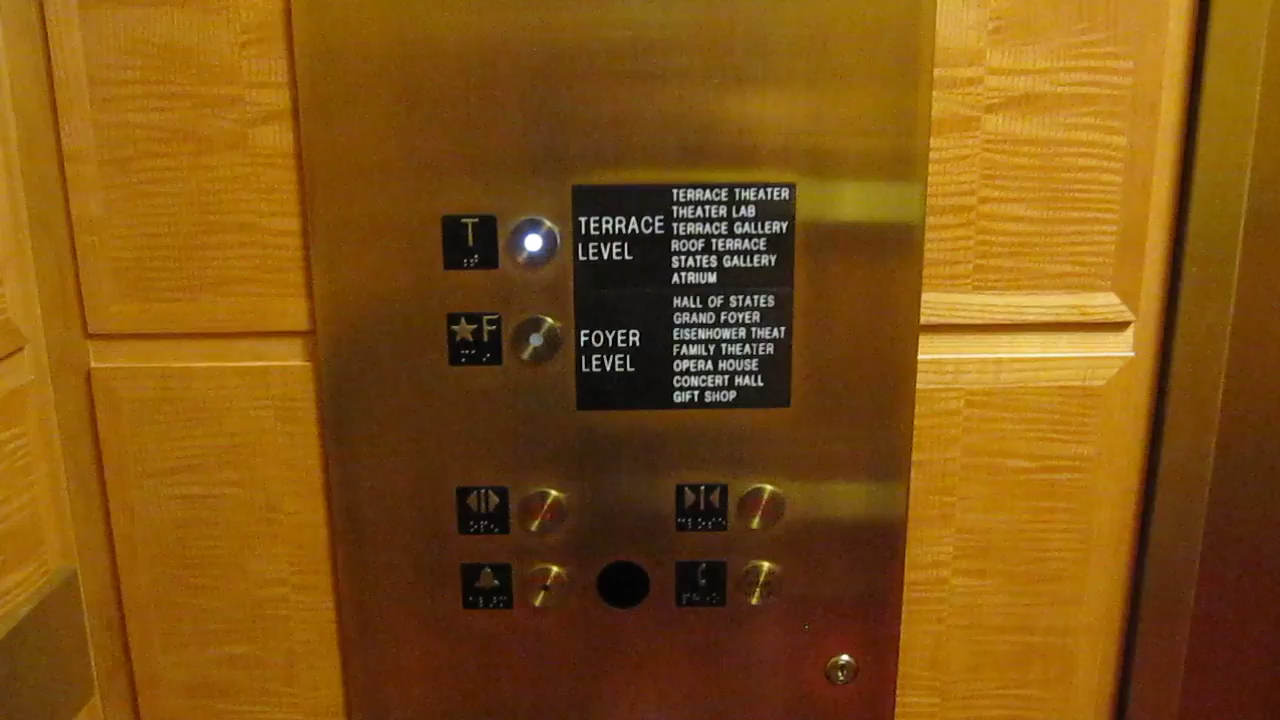 T
TERRACE LEVEL
TERRACE THEATER
THEATER LAB
TERRACE GALLERY
ROOF TERRACE
STATES GALLERY
ATRIUM
★F
FOYER LEVEL
HALL OF STATES
GRAND FOYER
EISENHOWER THEAT
FAMILY THEATER
OPERA HOUSE
CONCERT HALL
GIFT SHOP